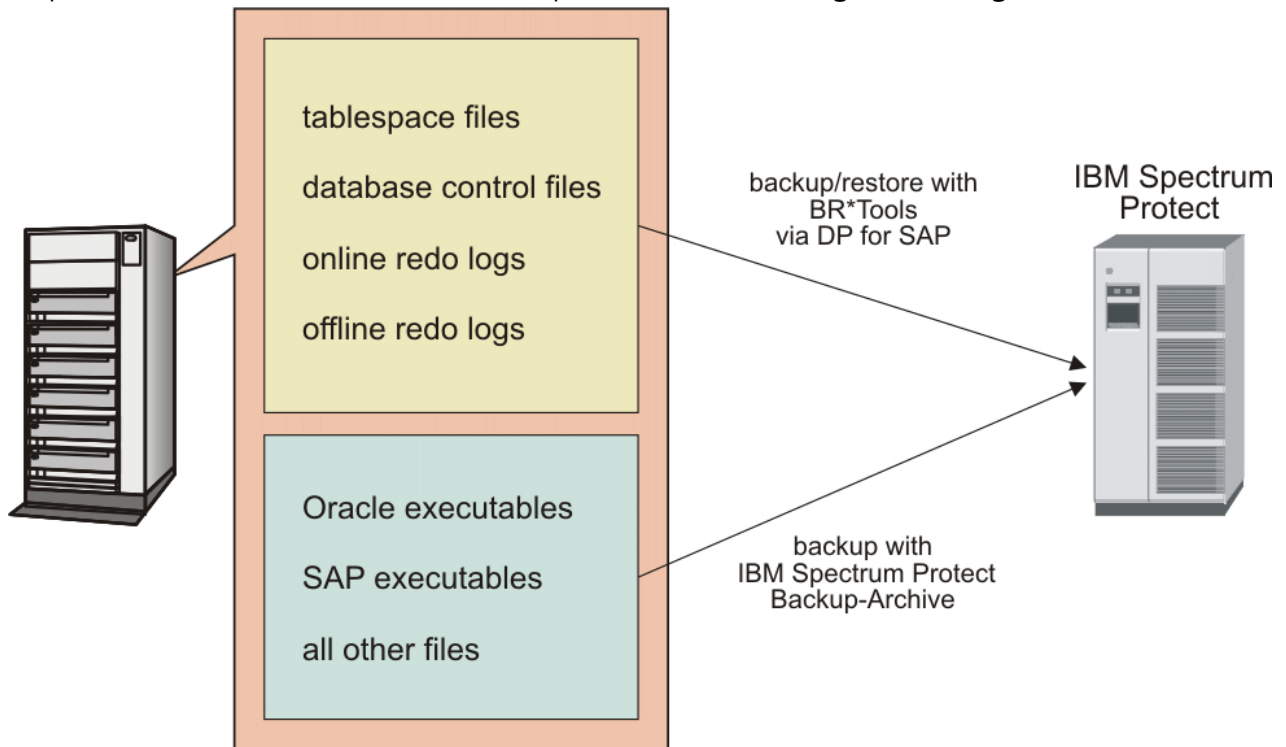 tablespace files
database control files
online redo logs
offline redo logs
Oracle executables
SAP executables
all other files
backup/restore with
BR*Tools
via DP for SAP
backup with
IBM Spectrum Protect
Backup-Archive
IBM Spectrum
Protect